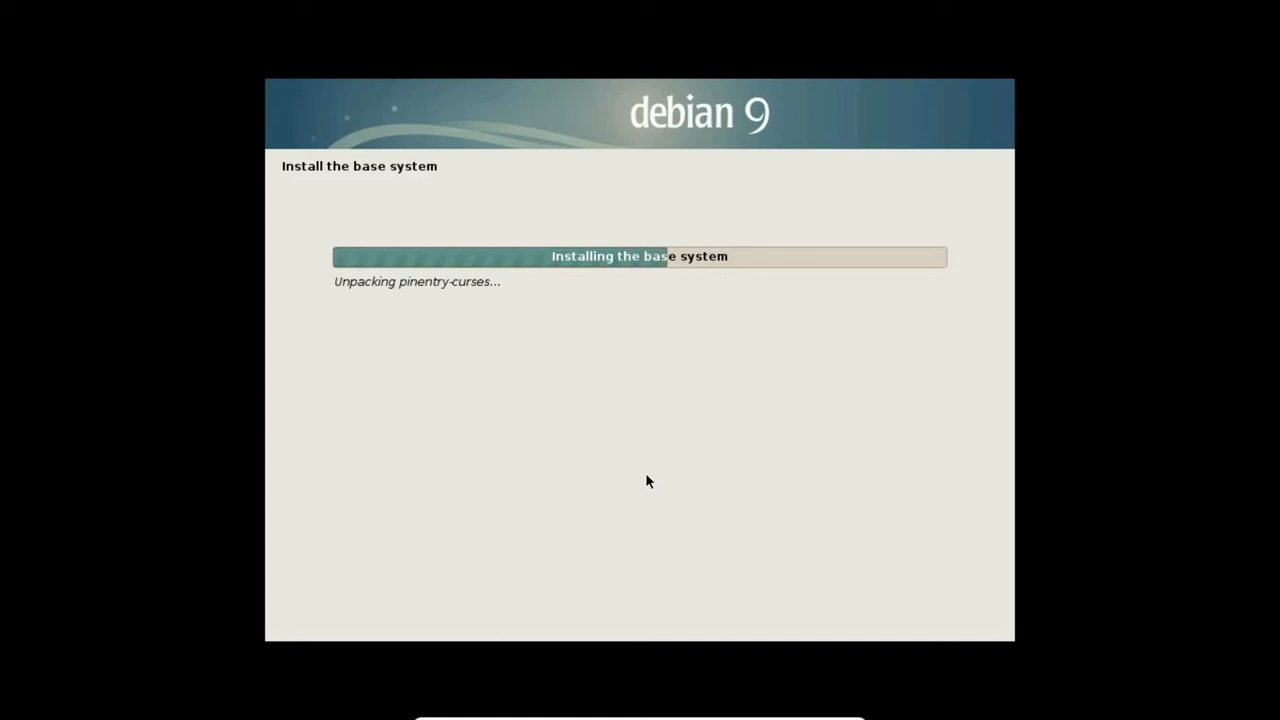 debian 9
Install the base system
Installing the base system
Unpacking pinentry-curses...